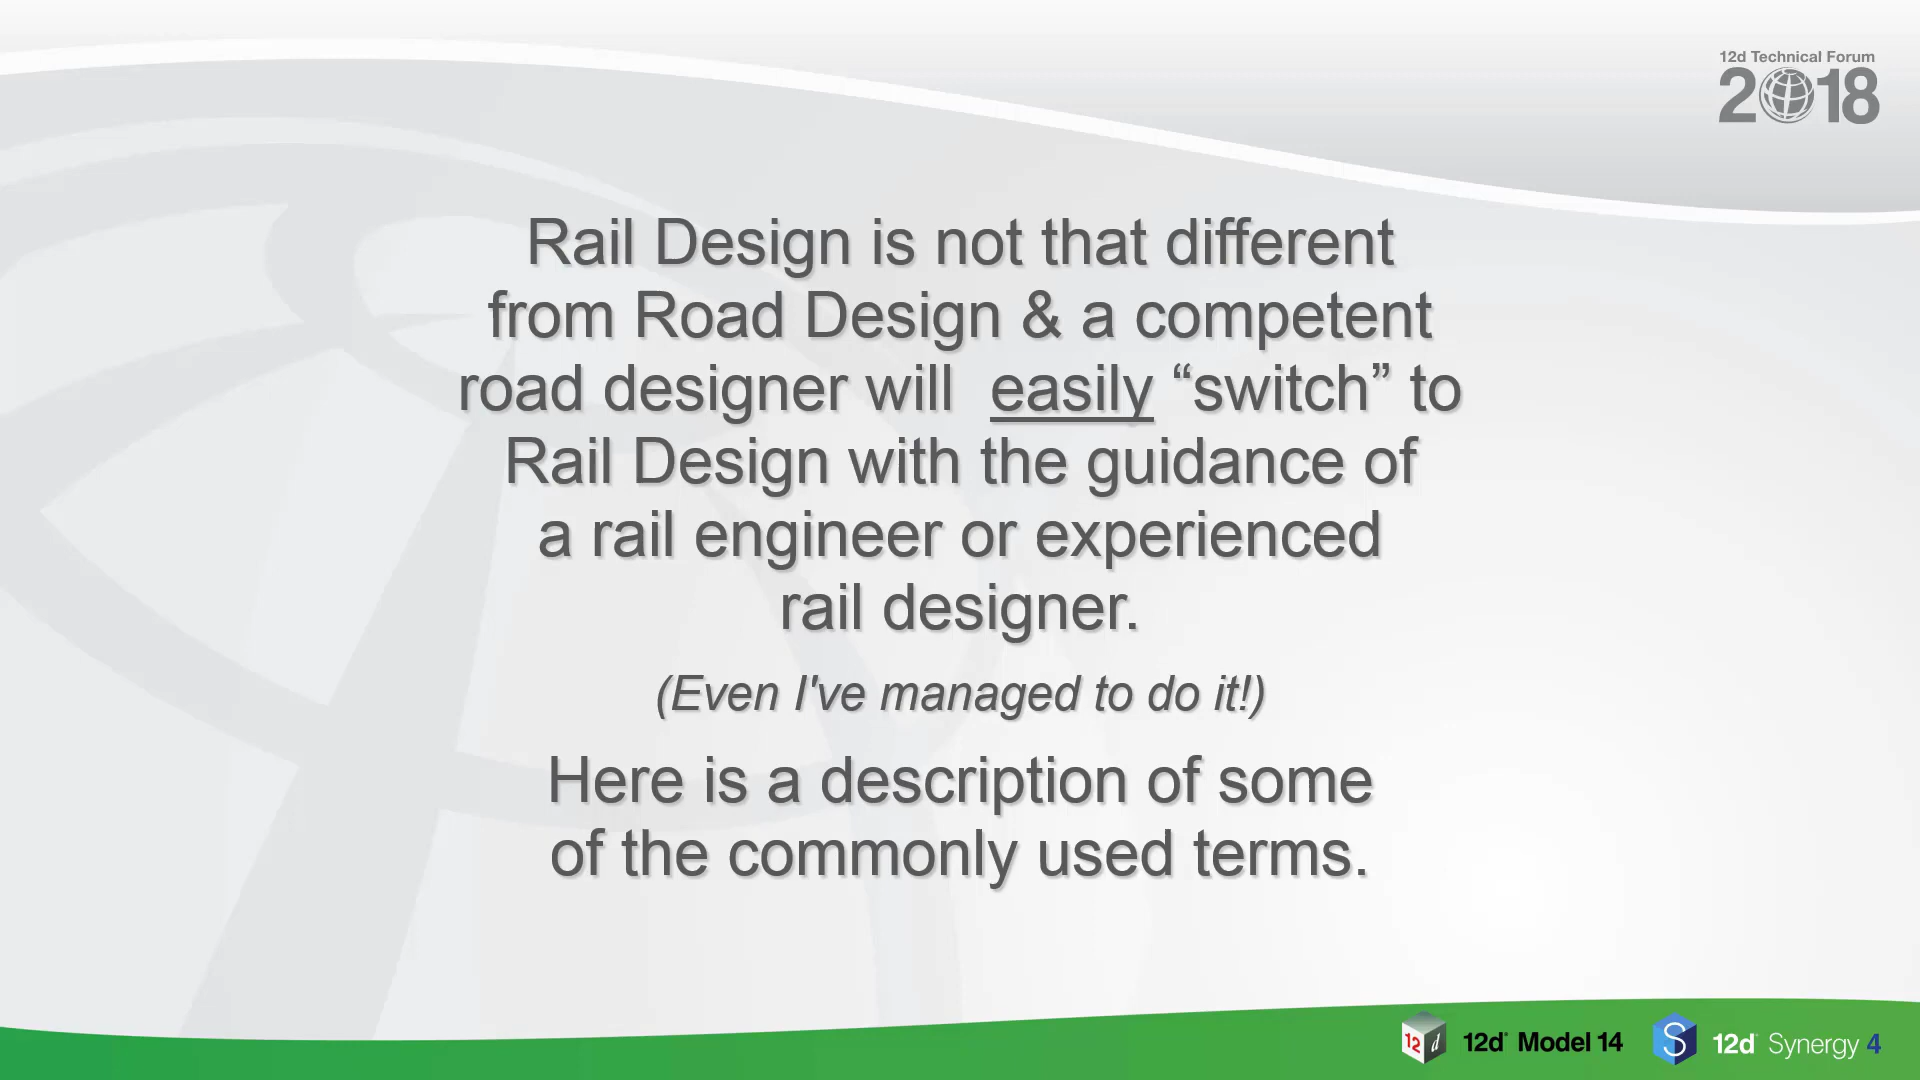 12d Technical Forum
2018
Rail Design is not that different
from Road Design & a competent
road designer will easily “switch” to
Rail Design with the guidance of
a rail engineer or experienced
rail designer.
(Even I've managed to do it!)
Here is a description of some
of the commonly used terms.
12d 12d® Model 14 S 12d® Synergy 4